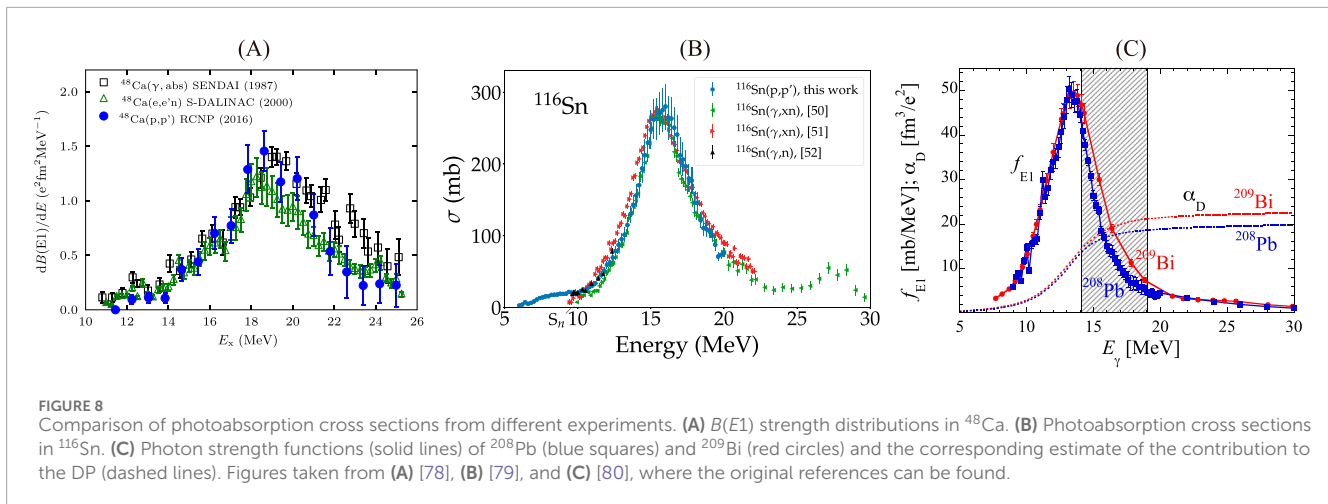 (A)
(B)
(C)
⁴⁸Ca(γ, abs) SENDAI (1987)
⁴⁸Ca(e,e'n) S-DALINAC (2000)
⁴⁸Ca(p,p') RCNP (2016)
2.0
1.5
1.0
0.5
0.0
dB(E1)/dE (e²fm²MeV⁻¹)
10 12 14 16 18 20 22 24 26
Eₓ (MeV)
¹¹⁶Sn
¹¹⁶Sn(p,p'), this work
¹¹⁶Sn(γ,xn), [50]
¹¹⁶Sn(γ,xn), [51]
¹¹⁶Sn(γ,n), [52]
300
200
100
0
σ (mb)
5 Sₙ 10 15 20 25 30
Energy (MeV)
50
40
30
20
10
f_E1 [mb/MeV]; α_D [fm³/e²]
f_E1
α_D
²⁰⁹Bi
²⁰⁸Pb
²⁰⁹Bi
²⁰⁸Pb
5 10 15 20 25 30
E_γ [MeV]
FIGURE 8
Comparison of photoabsorption cross sections from different experiments. (A) B(E1) strength distributions in ⁴⁸Ca. (B) Photoabsorption cross sections
in ¹¹⁶Sn. (C) Photon strength functions (solid lines) of ²⁰⁸Pb (blue squares) and ²⁰⁹Bi (red circles) and the corresponding estimate of the contribution to
the DP (dashed lines). Figures taken from (A) [78], (B) [79], and (C) [80], where the original references can be found.